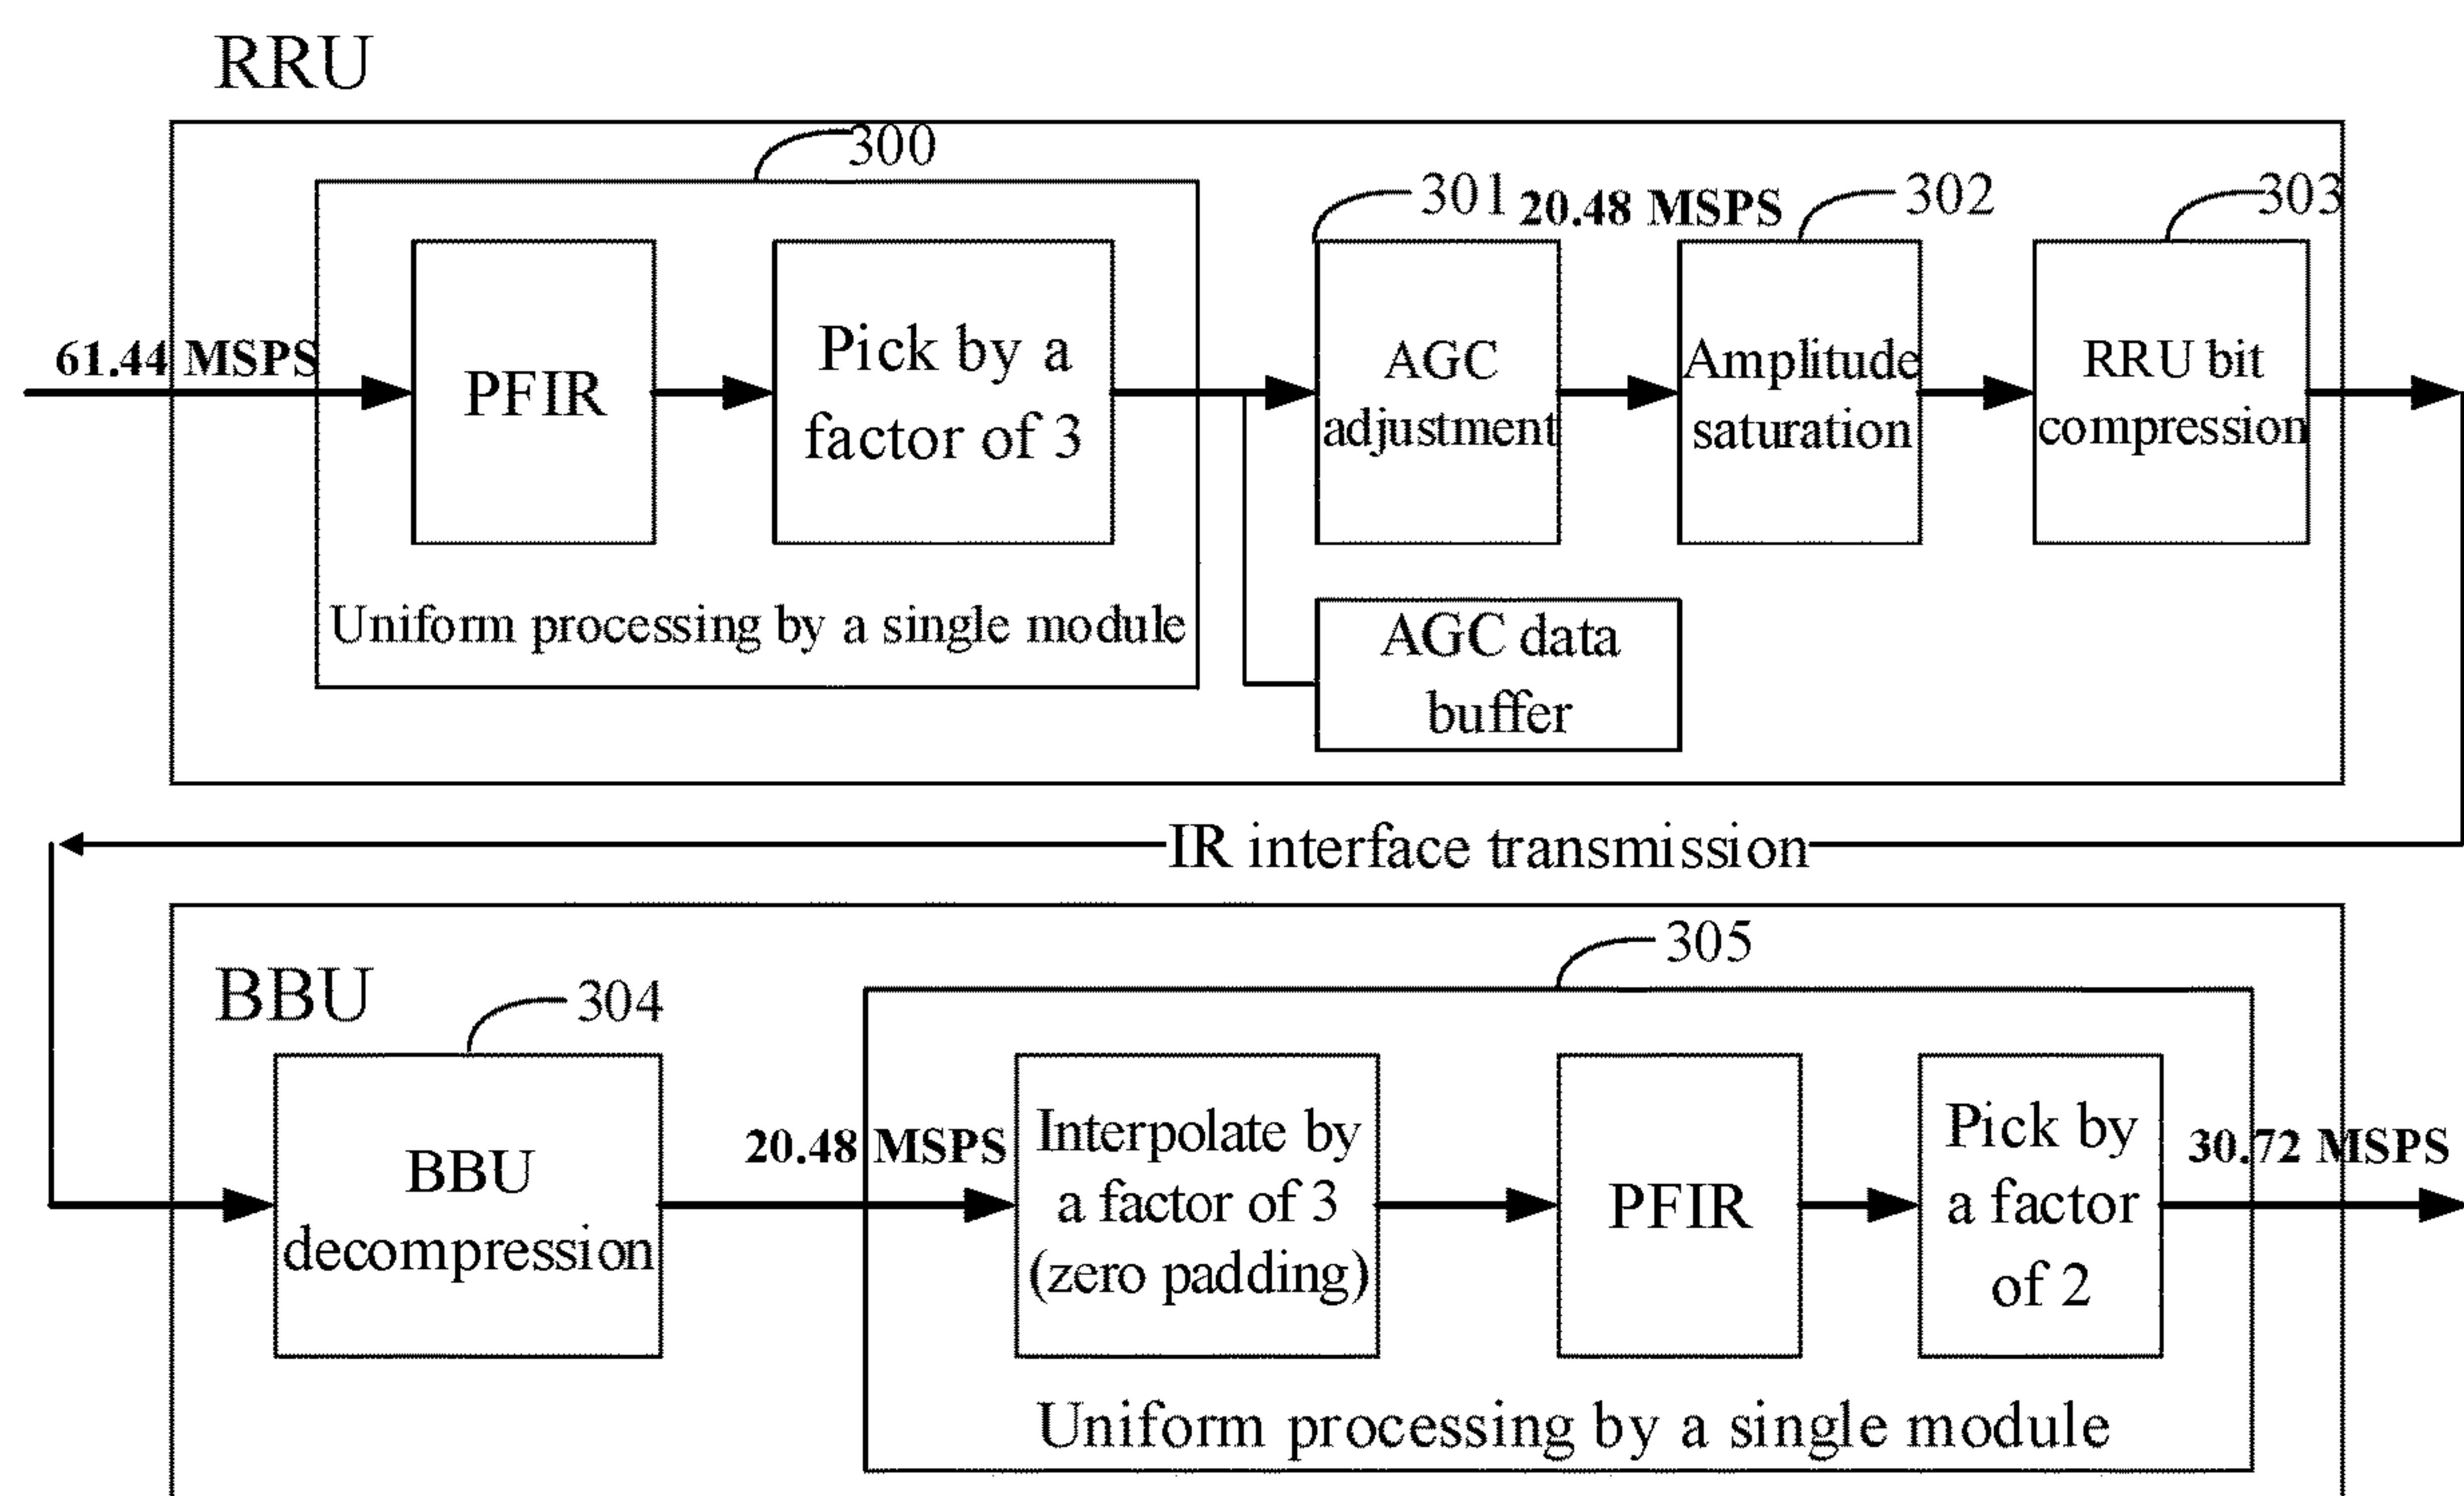 RRU
300
301
20.48 MSPS
302
303
61.44 MSPS
PFIR
Pick by a
factor of 3
AGC
adjustment
Amplitude
saturation
RRU bit
compression
Uniform processing by a single module
AGC data
buffer
IR interface transmission
BBU
304
305
BBU
decompression
20.48 MSPS
Interpolate by
a factor of 3
(zero padding)
PFIR
Pick by
a factor
of 2
30.72 MSPS
Uniform processing by a single module